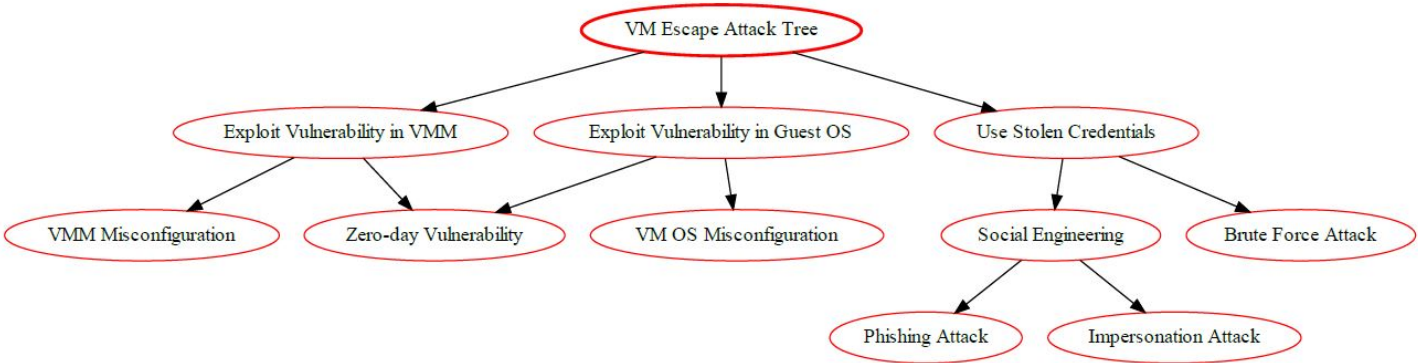 VM Escape Attack Tree
Exploit Vulnerability in VMM
Exploit Vulnerability in Guest OS
Use Stolen Credentials
VMM Misconfiguration
Zero-day Vulnerability
VM OS Misconfiguration
Social Engineering
Brute Force Attack
Phishing Attack
Impersonation Attack